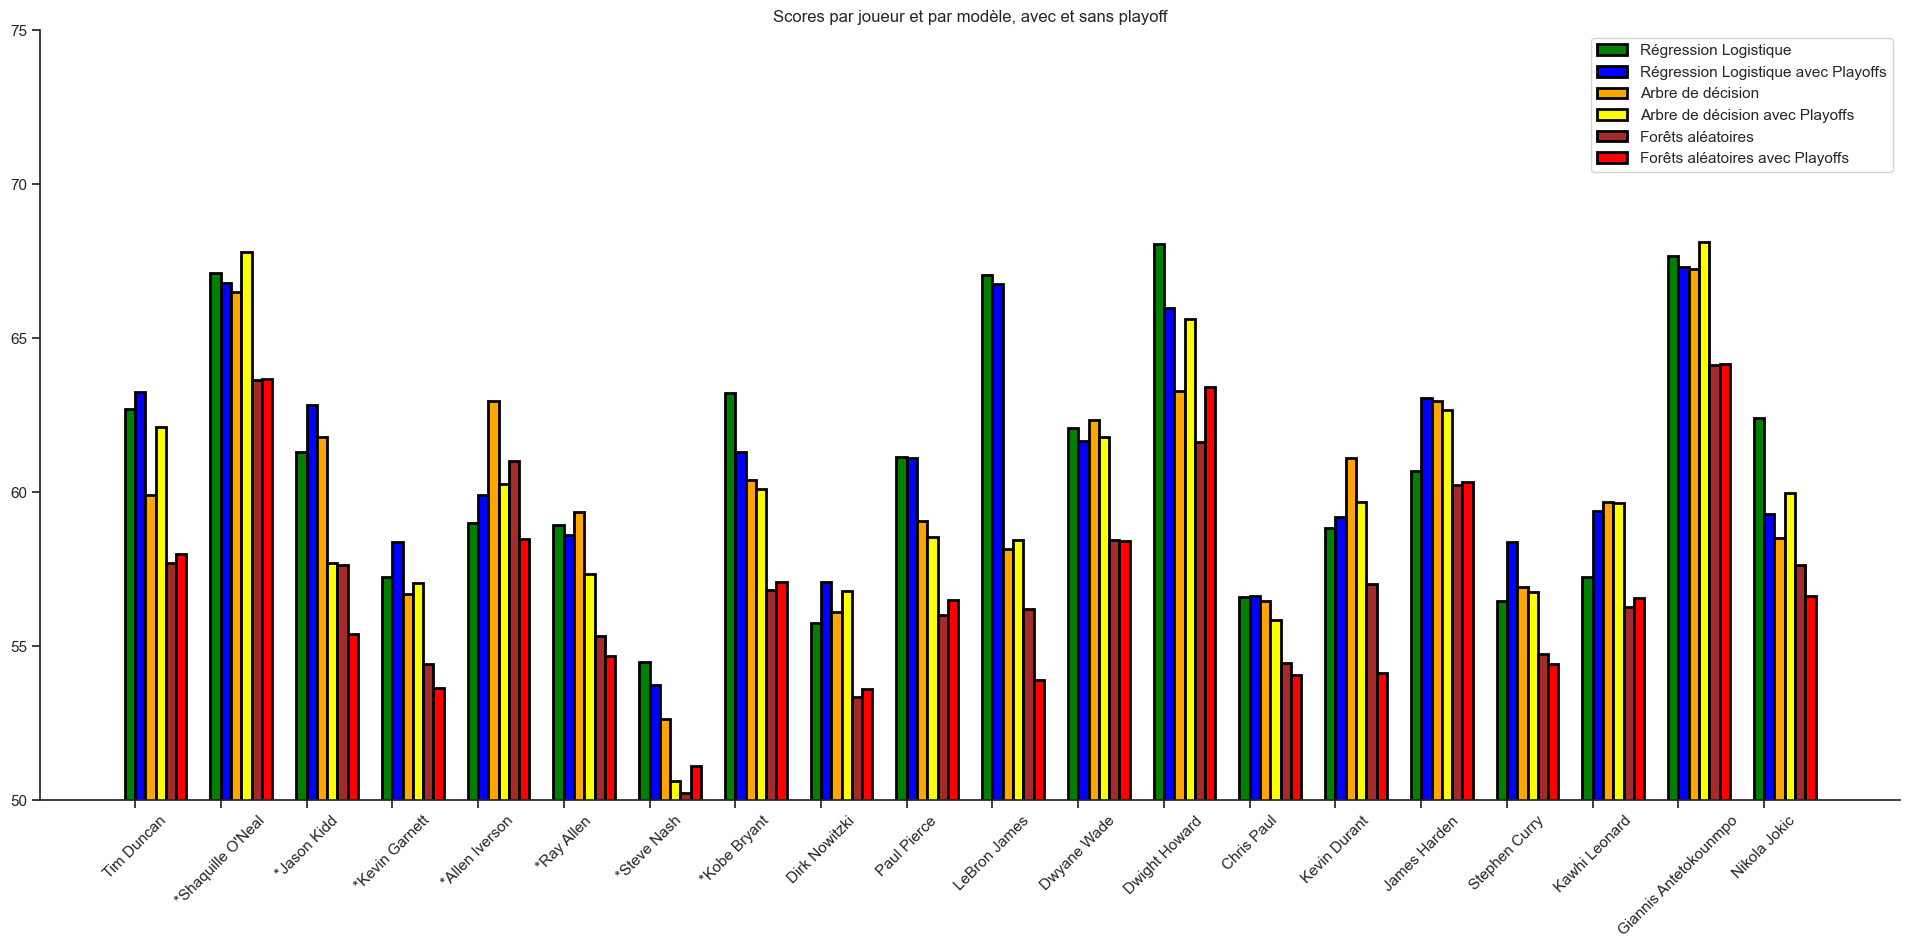 Scores par joueur et par modèle, avec et sans playoff
75
70
65
60
55
50
Régression Logistique
Régression Logistique avec Playoffs
Arbre de décision
Arbre de décision avec Playoffs
Forêts aléatoires
Forêts aléatoires avec Playoffs
Tim Duncan
*Shaquille O'Neal
*Jason Kidd
*Kevin Garnett
*Allen Iverson
*Ray Allen
*Steve Nash
*Kobe Bryant
Dirk Nowitzki
Paul Pierce
LeBron James
Dwyane Wade
Dwight Howard
Chris Paul
Kevin Durant
James Harden
Stephen Curry
Kawhi Leonard
Giannis Antetokounmpo
Nikola Jokic